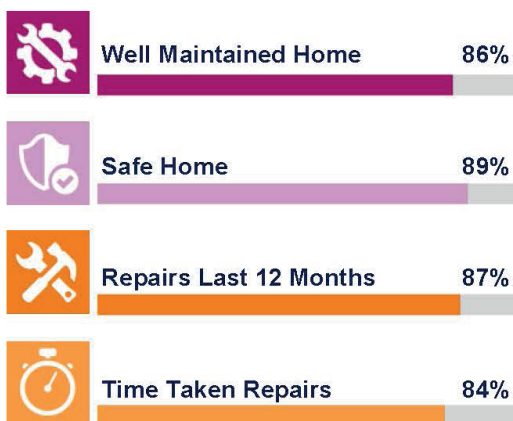 Well Maintained Home 86%
Safe Home 89%
Repairs Last 12 Months 87%
Time Taken Repairs 84%